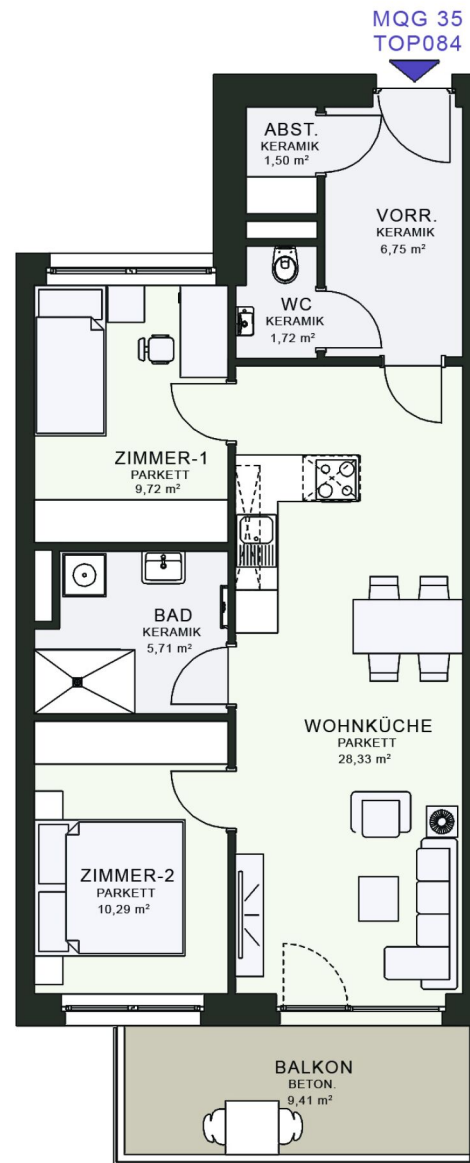 MQG 35
TOP084
ABST.
KERAMIK
1,50 m²
VORR.
KERAMIK
6,75 m²
WC
KERAMIK
1,72 m²
ZIMMER-1
PARKETT
9,72 m²
BAD
KERAMIK
5,71 m²
WOHNKÜCHE
PARKETT
28,33 m²
ZIMMER-2
PARKETT
10,29 m²
BALKON
BETON.
9,41 m²